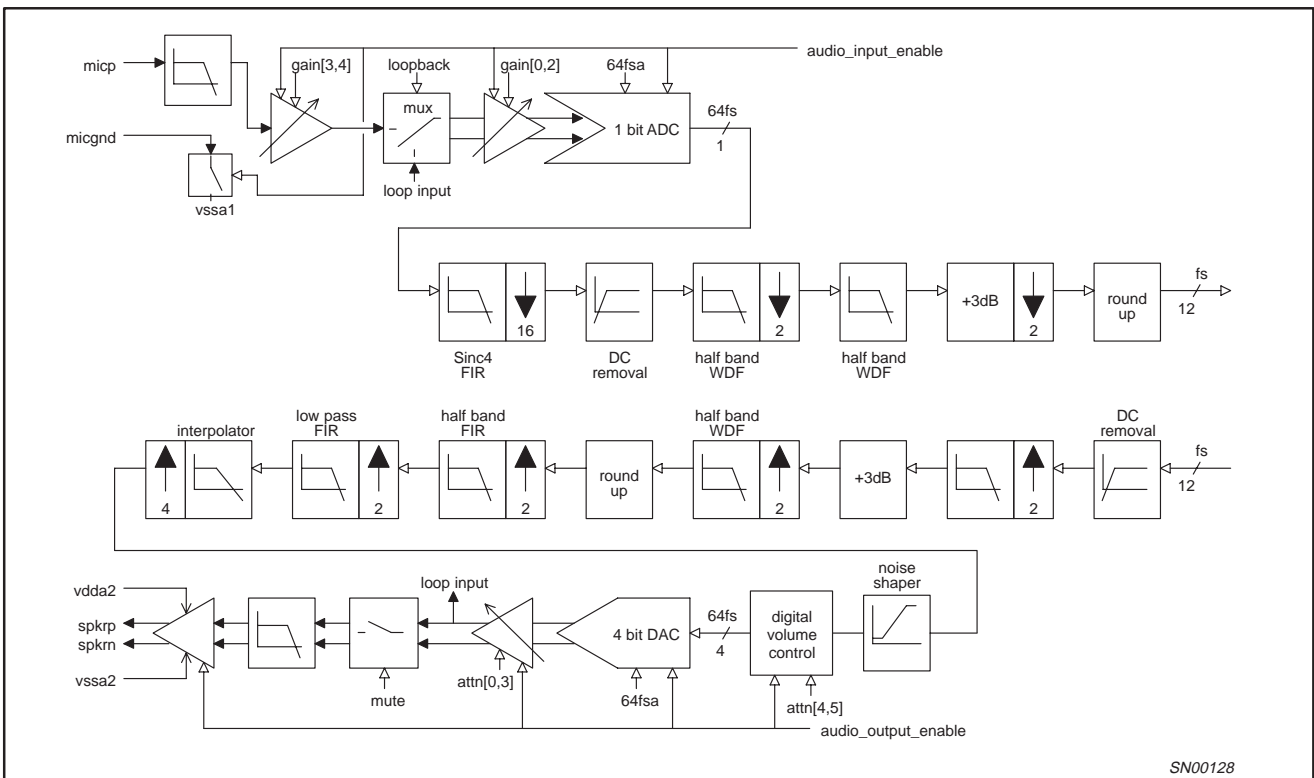 audio_input_enable
micp
gain[3,4]
loopback
gain[0,2]
64fsa
mux
64fs
1 bit ADC
1
micgnd
loop input
vssa1
fs
+3dB
round
up
12
16
2
2
Sinc4
FIR
DC
removal
half band
WDF
half band
WDF
interpolator
low pass
FIR
half band
FIR
half band
WDF
DC
removal
fs
round
up
+3dB
12
4
2
2
2
2
noise
shaper
vdda2
loop input
spkrp
spkrn
4 bit DAC
64fs
4
digital
volume
control
vssa2
mute
attn[0,3]
64fsa
attn[4,5]
audio_output_enable
SN00128